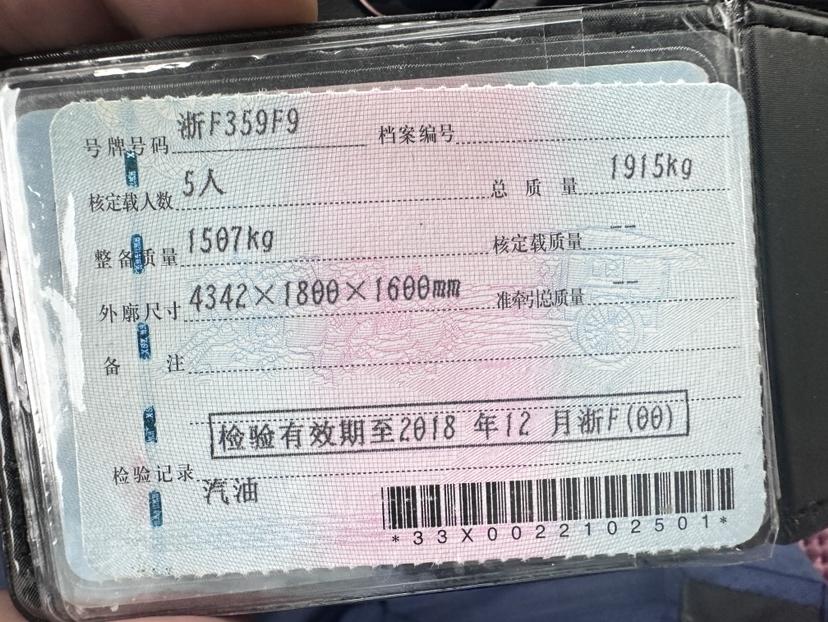 号牌号码 浙F359F9 档案编号
核定载人数 5人 总质量 1915kg
整备质量 1507kg 核定载质量 --
外廓尺寸 4342×1800×1600mm 准牵引总质量 --
备注
检验有效期至2018 年12 月浙F(00)
检验记录
汽油
*33X0022102501*